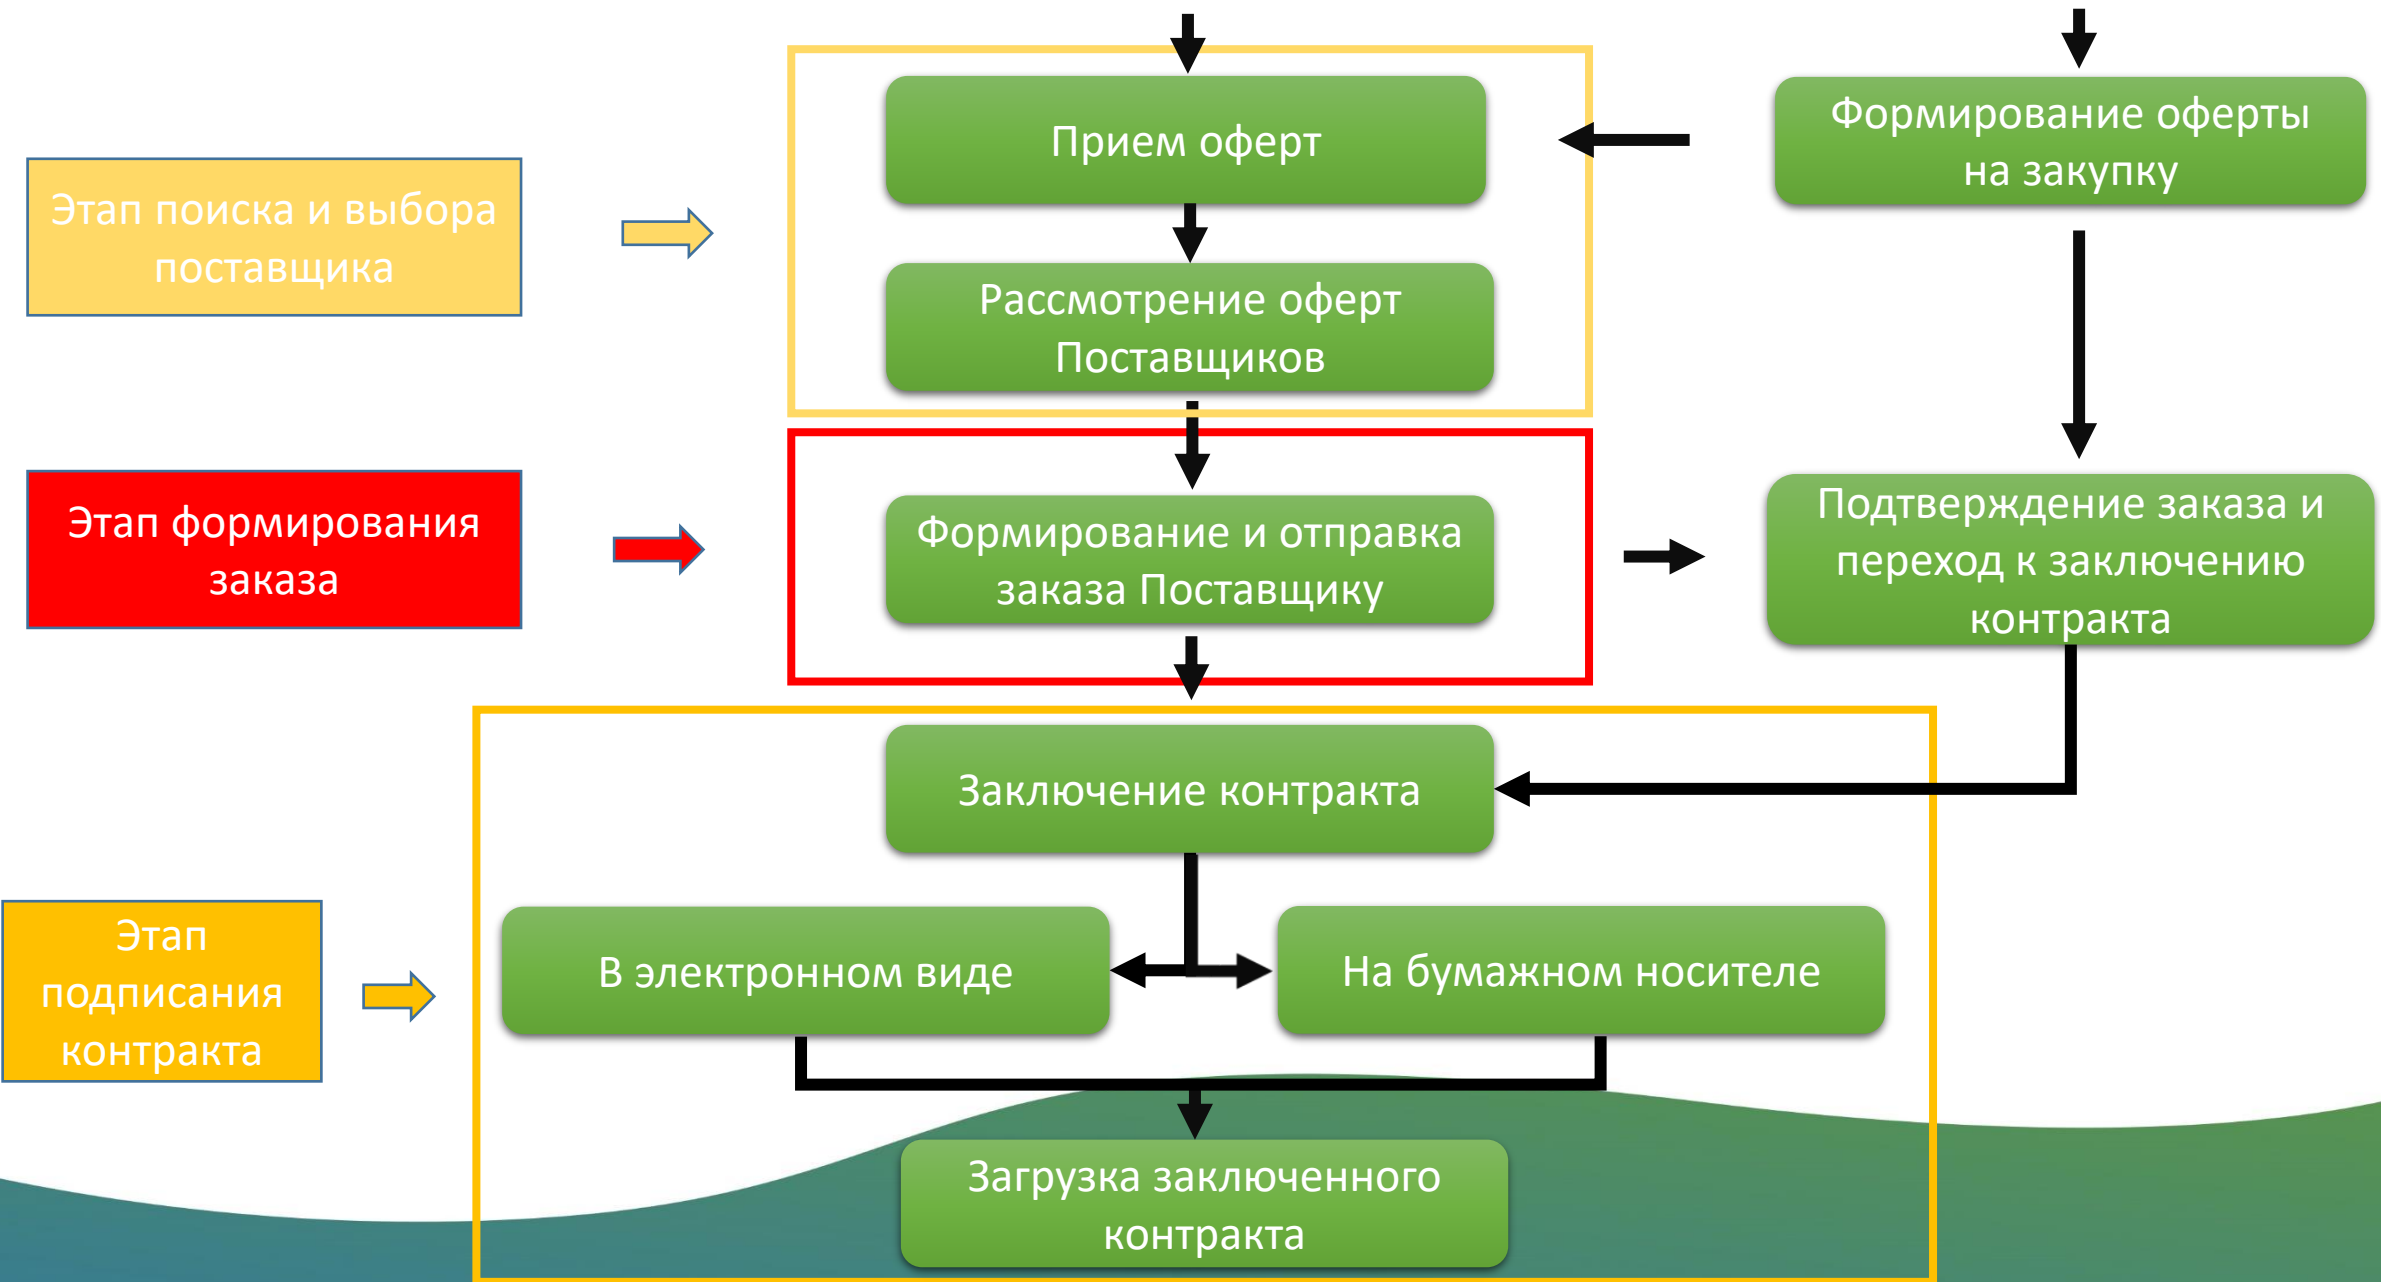 Прием оферт
Формирование оферты
на закупку
Этап поиска и выбора
поставщика
Рассмотрение оферт
Поставщиков
Этап формирования
заказа
Формирование и отправка
заказа Поставщику
Подтверждение заказа и
переход к заключению
контракта
Заключение контракта
Этап
подписания
контракта
В электронном виде
На бумажном носителе
Загрузка заключенного
контракта